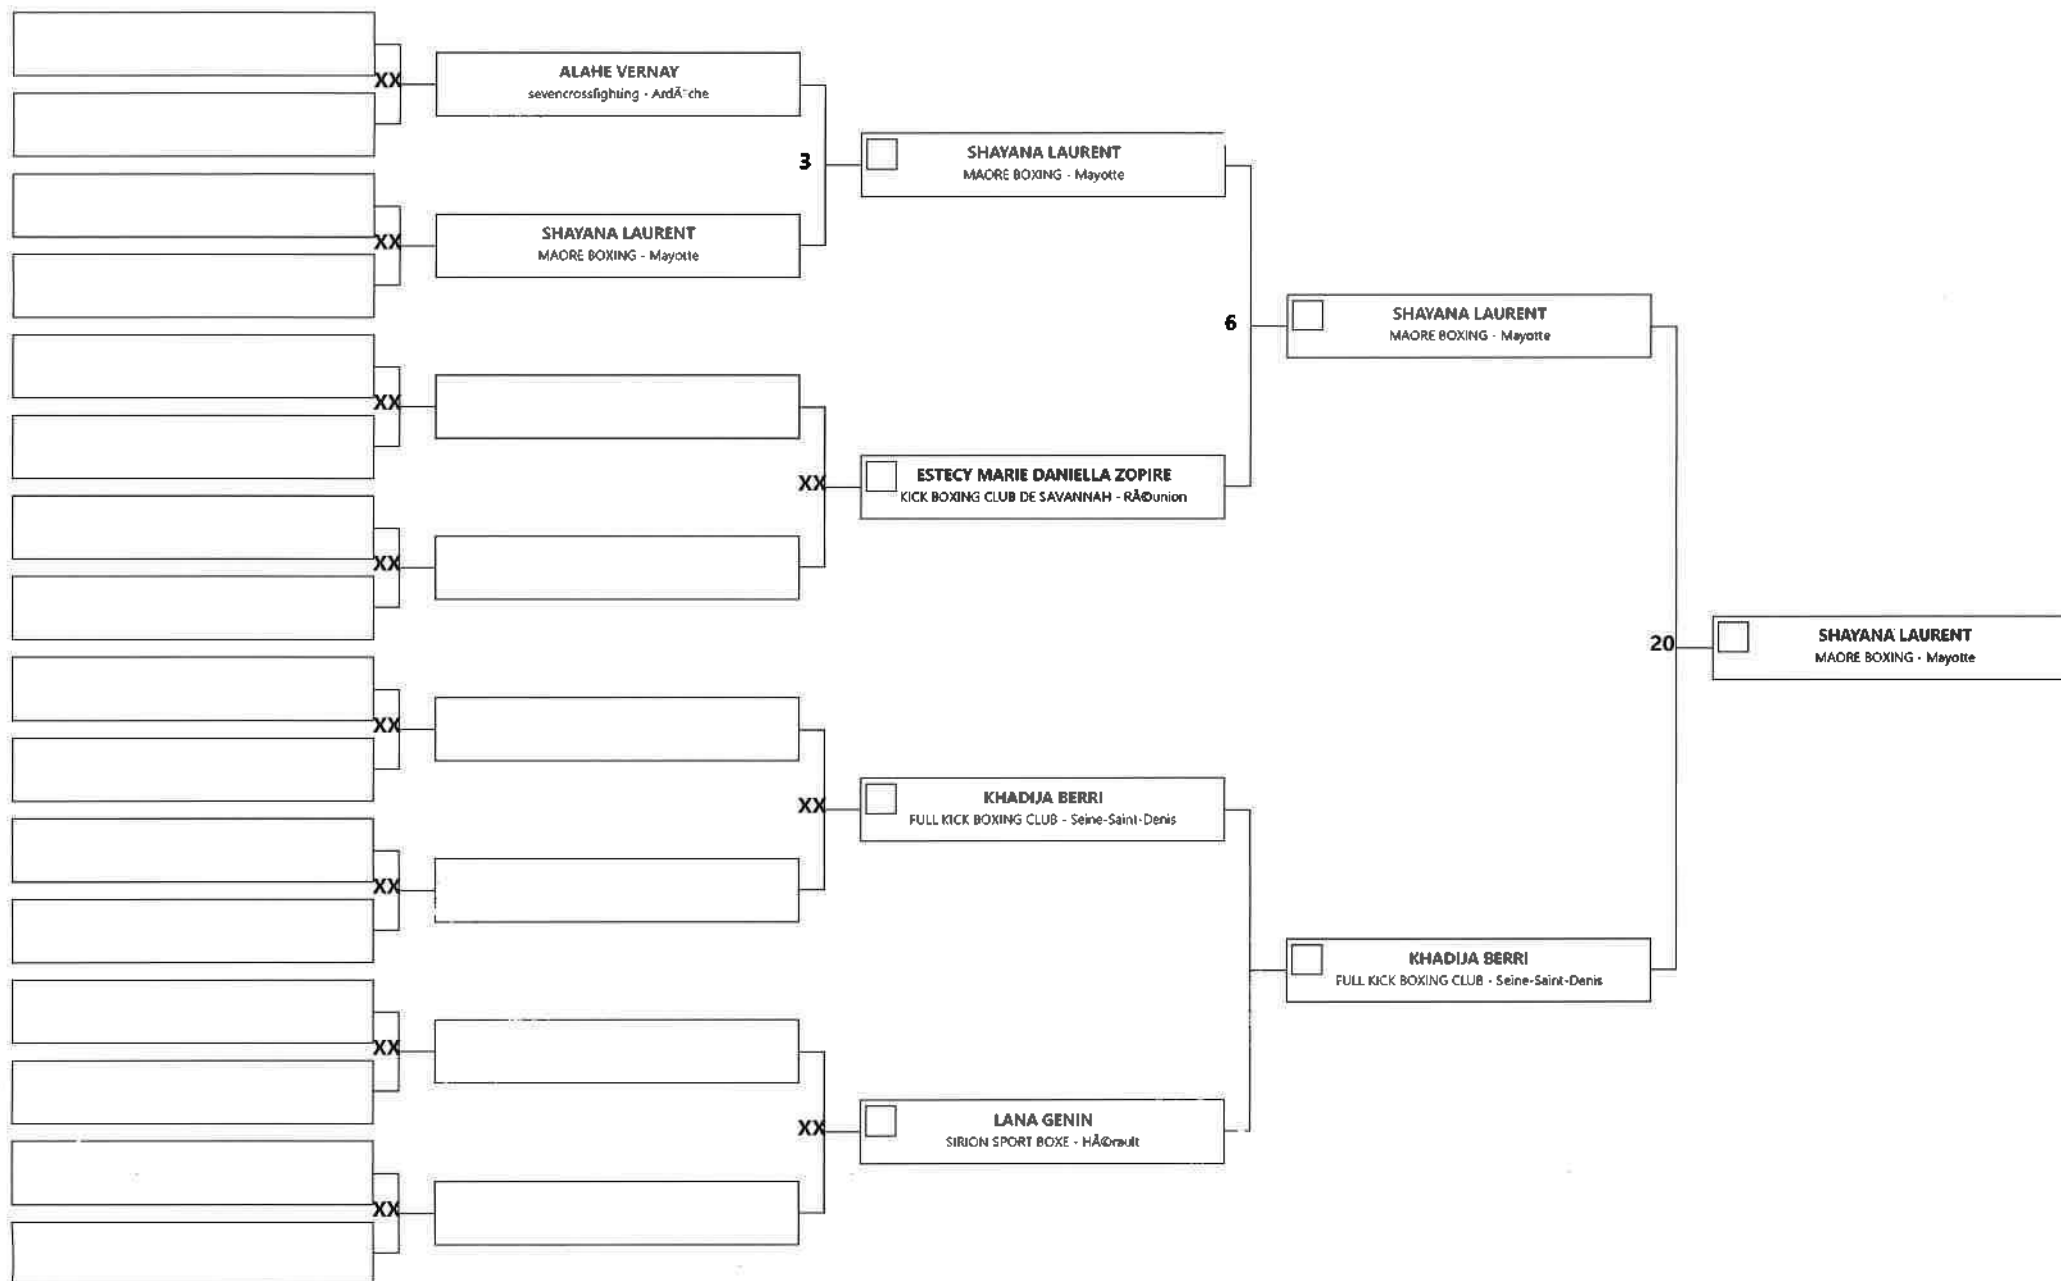 XX
XX
XX
XX
XX
XX
XX
XX
ALAHE VERNAY
sevencrossfighting - ArdÃ¨che
SHAYANA LAURENT
MAORE BOXING - Mayotte
3
XX
XX
XX
SHAYANA LAURENT
MAORE BOXING - Mayotte
ESTECY MARIE DANIELLA ZOPIRE
KICK BOXING CLUB DE SAVANNAH - RÃ©union
KHADIJA BERRI
FULL KICK BOXING CLUB - Seine-Saint-Denis
LANA GENIN
SIRION SPORT BOXE - HÃ©rault
6
SHAYANA LAURENT
MAORE BOXING - Mayotte
KHADIJA BERRI
FULL KICK BOXING CLUB - Seine-Saint-Denis
20
SHAYANA LAURENT
MAORE BOXING - Mayotte